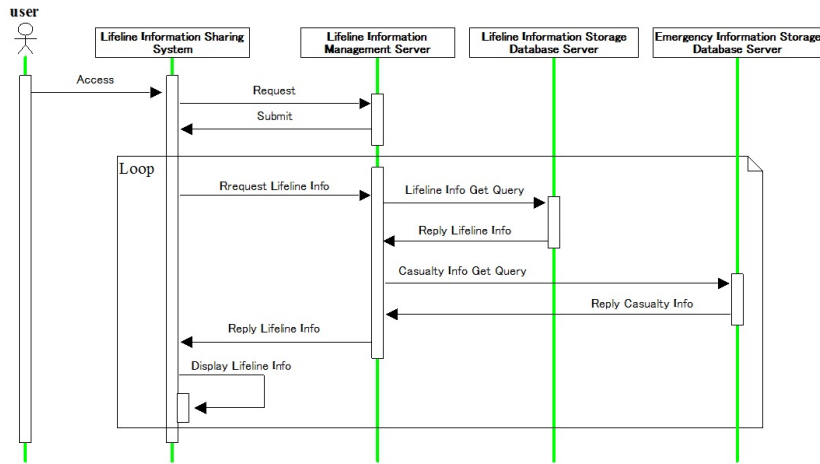 user
Lifeline Information Sharing
System
Lifeline Information
Management Server
Lifeline Information Storage
Database Server
Emergency Information Storage
Database Server
Access
Request
Submit
Loop
Rrequest Lifeline Info
Lifeline Info Get Query
Reply Lifeline Info
Casualty Info Get Query
Reply Casualty Info
Reply Lifeline Info
Display Lifeline Info